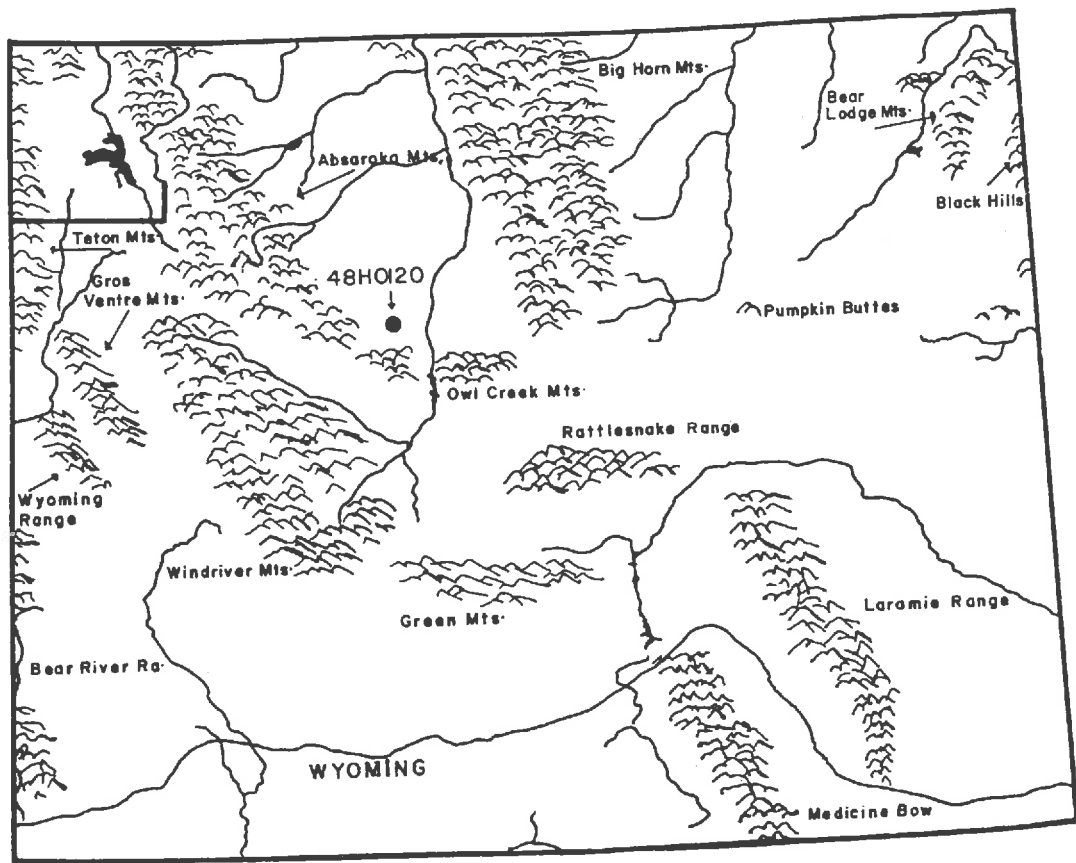 Big Horn Mts.
Bear
Lodge Mts.
Absaroka Mts.
Black Hills
Teton Mts.
48HO120
Gros
Ventre Mts.
Pumpkin Buttes
Owl Creek Mts.
Rattlesnake Range
Wyoming
Range
Windriver Mts.
Green Mts.
Laramie Range
Bear River Ra.
WYOMING
Medicine Bow